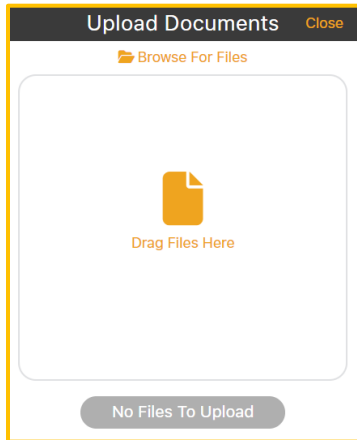 Upload Documents Close
Browse For Files
Drag Files Here
No Files To Upload